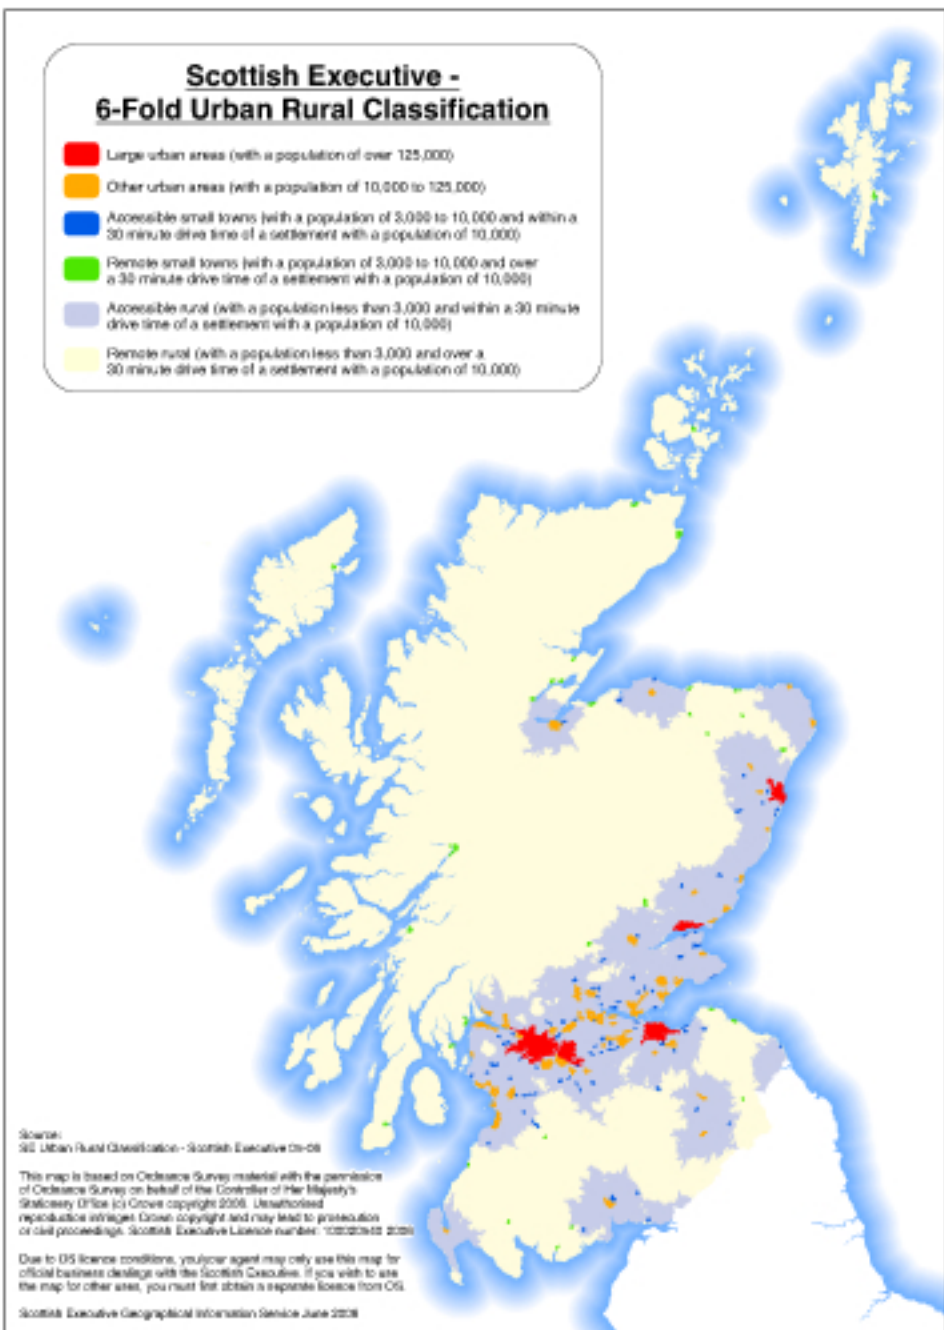 Scottish Executive -
6-Fold Urban Rural Classification
Large urban areas (with a population of over 125,000)
Other urban areas (with a population of 10,000 to 125,000)
Accessible small towns (with a population of 3,000 to 10,000 and within a
30 minute drive time of a settlement with a population of 10,000)
Remote small towns (with a population of 3,000 to 10,000 and over
a 30 minute drive time of a settlement with a population of 10,000)
Accessible rural (with a population less than 3,000 and within a 30 minute
drive time of a settlement with a population of 10,000)
Remote rural (with a population less than 3,000 and over a
30 minute drive time of a settlement with a population of 10,000)
Source:
SE Urban Rural Classification - Scottish Executive
This map is based on Ordnance Survey material with the permission
of Ordnance Survey on behalf of the Controller of Her Majesty's
Stationery Office (c) Crown copyright 2006. Unauthorised
reproduction infringes Crown copyright and may lead to prosecution
or civil proceedings. Scottish Executive Licence number: 2006
Due to OS licence conditions, you/your agent may only use this map for
official business dealings with the Scottish Executive. If you wish to use
the map for other uses, you must first obtain a separate licence from OS.
Scottish Executive Geographical Information Service June 2006